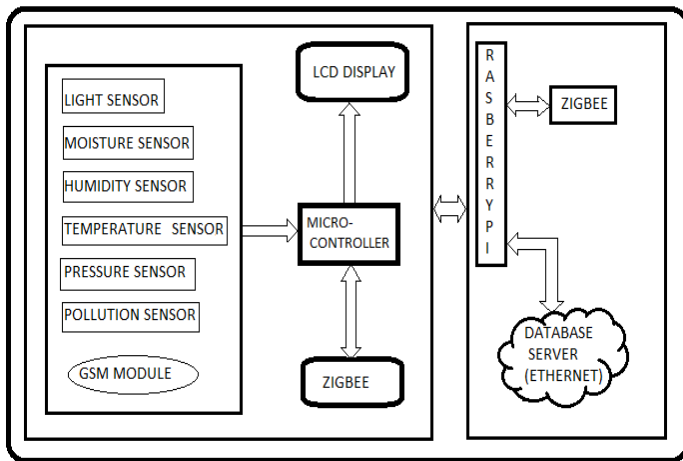 LIGHT SENSOR
MOISTURE SENSOR
HUMIDITY SENSOR
TEMPERATURE SENSOR
PRESSURE SENSOR
POLLUTION SENSOR
GSM MODULE
LCD DISPLAY
MICRO-
CONTROLLER
ZIGBEE
R
A
S
B
E
R
R
Y
P
I
ZIGBEE
DATABASE
SERVER
(ETHERNET)